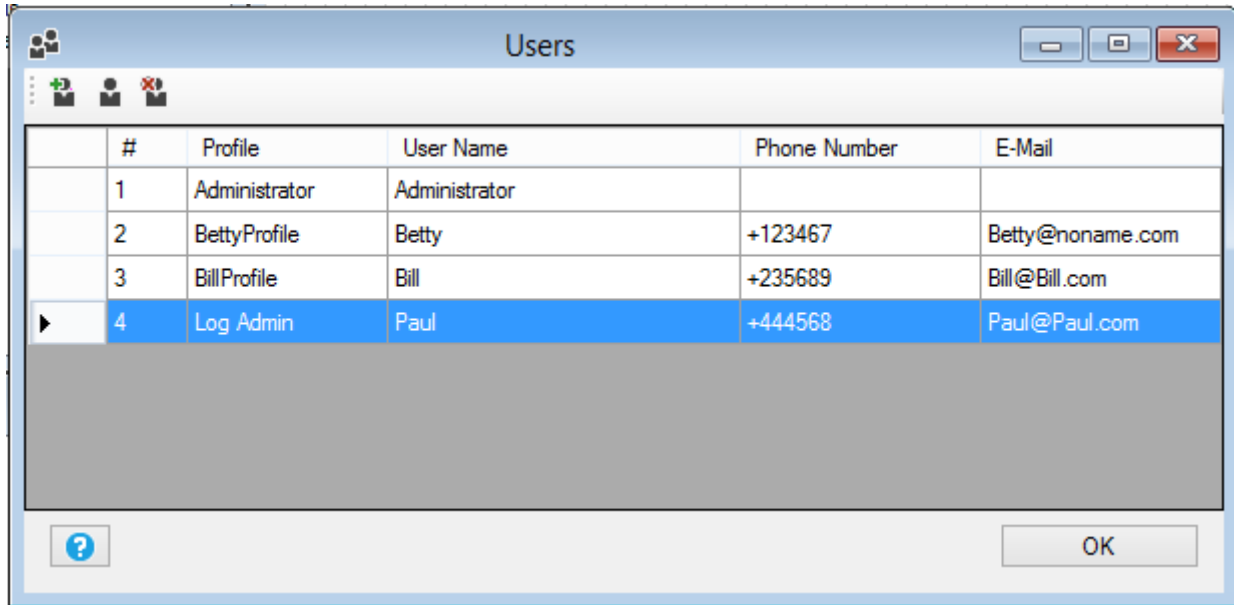 Users
# Profile User Name Phone Number E-Mail
1 Administrator Administrator
2 BettyProfile Betty +123467 Betty@noname.com
3 BillProfile Bill +235689 Bill@Bill.com
4 Log Admin Paul +444568 Paul@Paul.com
? OK